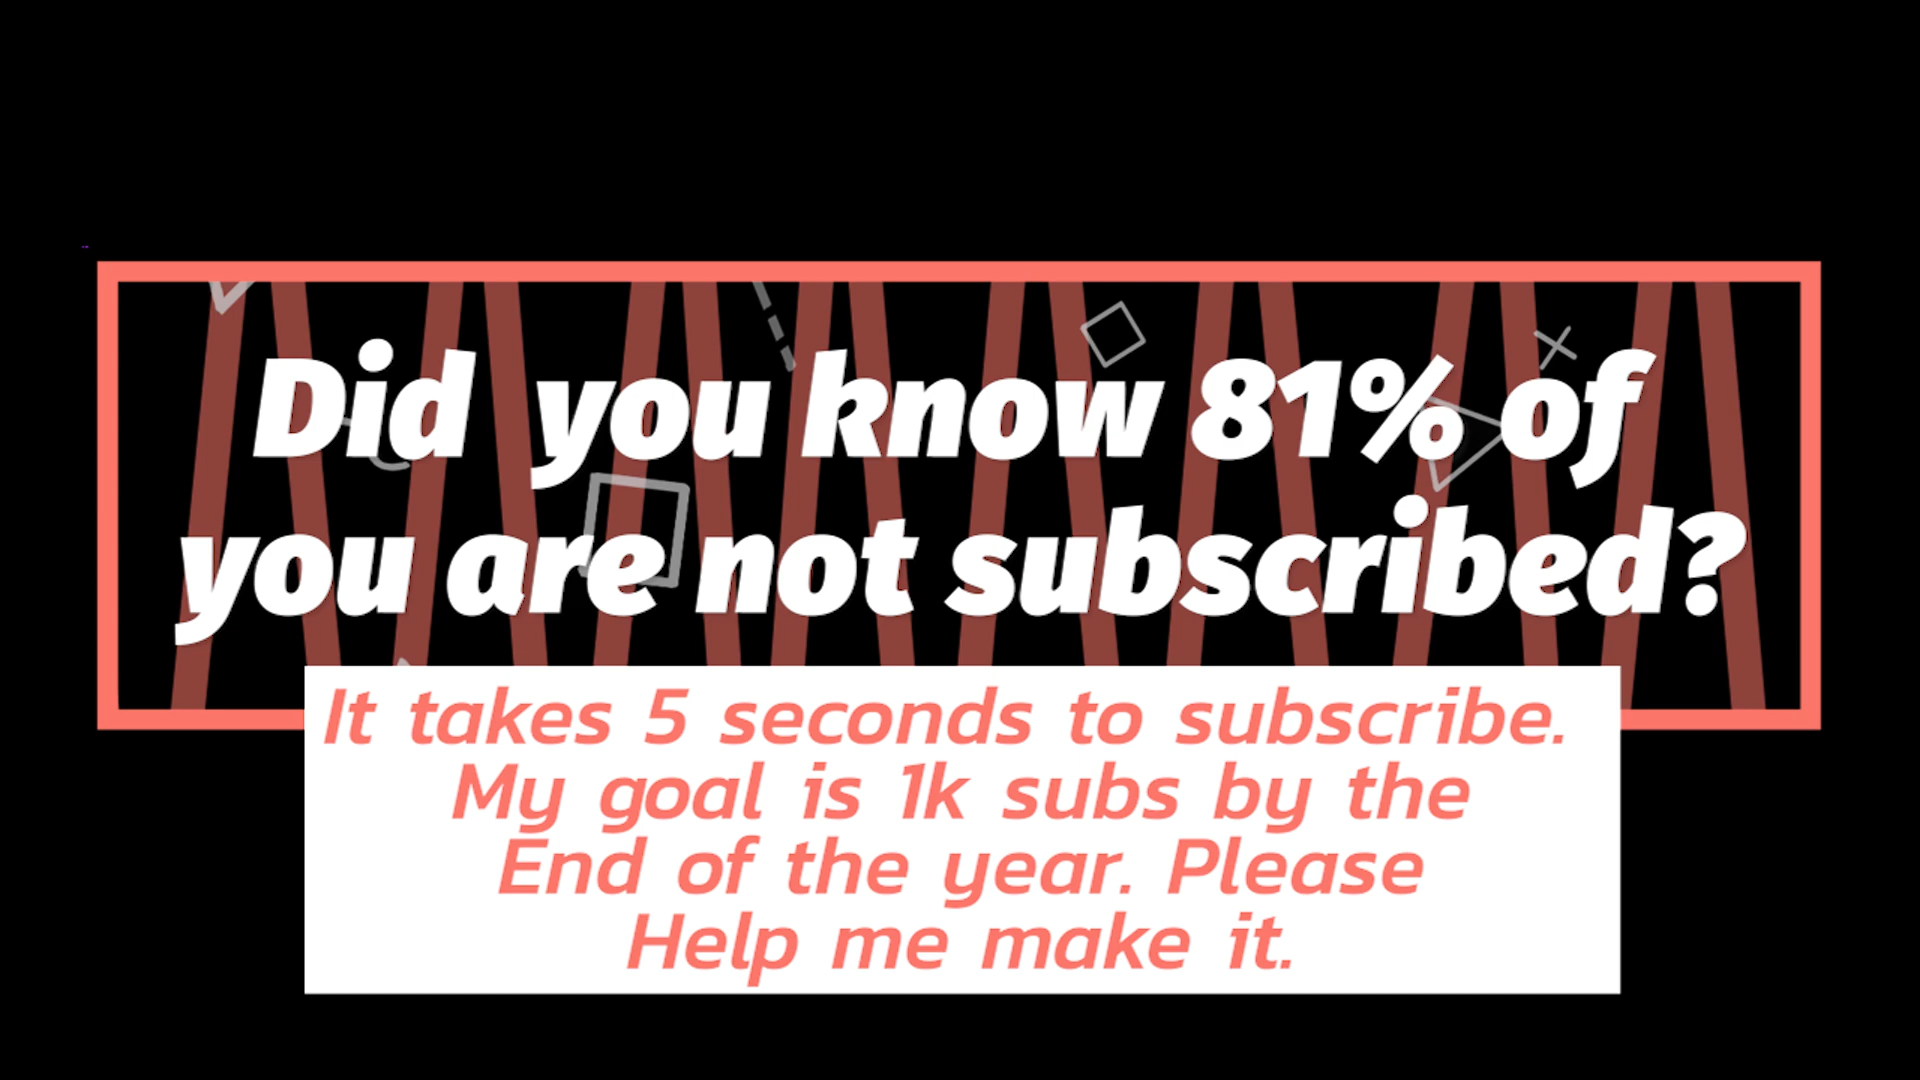 Did you know 81% of
you are not subscribed?
It takes 5 seconds to subscribe.
My goal is 1k subs by the
End of the year. Please
Help me make it.